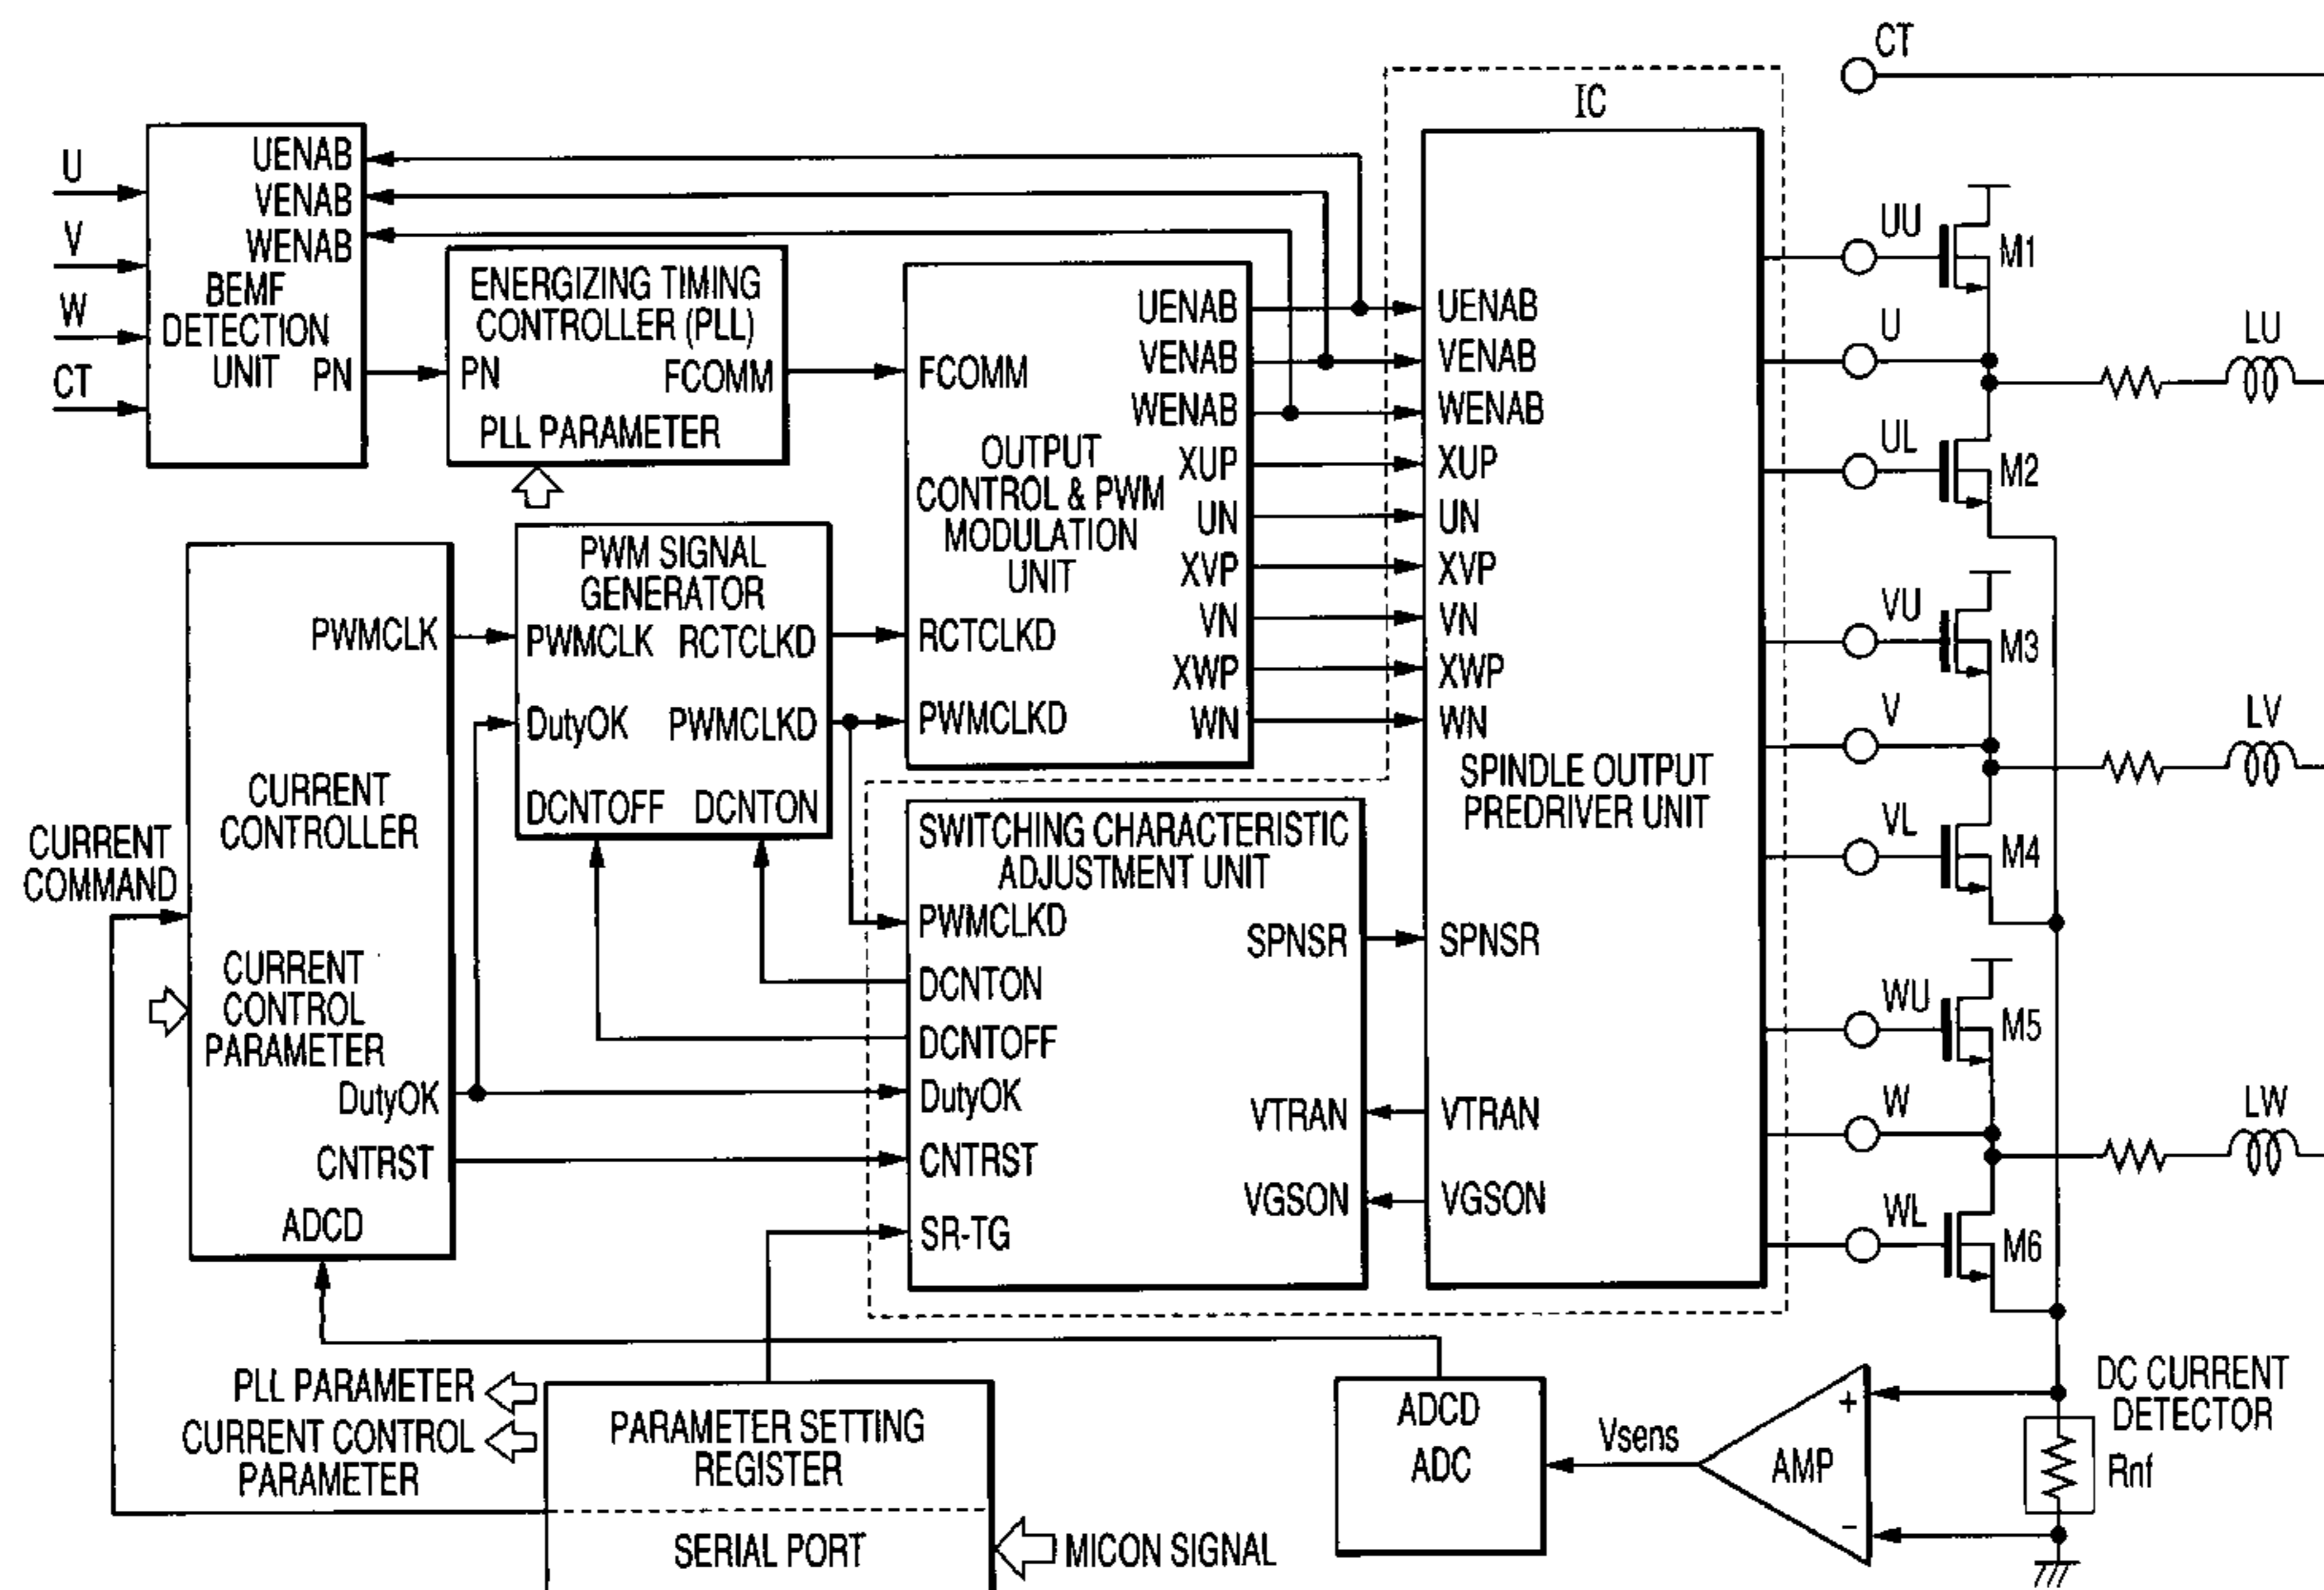 CT
IC
U
V
W
CT
UENAB
VENAB
WENAB
BEMF
DETECTION
UNIT
PN
ENERGIZING TIMING
CONTROLLER (PLL)
PN
FCOMM
PLL PARAMETER
FCOMM
OUTPUT
CONTROL & PWM
MODULATION
UNIT
RCTCLKD
PWMCLKD
UENAB
VENAB
WENAB
XUP
UN
XVP
VN
XWP
WN
UENAB
VENAB
WENAB
XUP
UN
XVP
VN
XWP
WN
SPINDLE OUTPUT
PREDRIVER UNIT
SPNSR
VTRAN
VGSON
UU
U
UL
VU
V
VL
WU
W
WL
M1
M2
M3
M4
M5
M6
LU
LV
LW
PWM SIGNAL
GENERATOR
PWMCLK
RCTCLKD
DutyOK
PWMCLKD
DCNTOFF
DCNTON
CURRENT
COMMAND
PWMCLK
CURRENT
CONTROLLER
CURRENT
CONTROL
PARAMETER
DutyOK
CNTRST
ADCD
SWITCHING CHARACTERISTIC
ADJUSTMENT UNIT
PWMCLKD
DCNTON
DCNTOFF
DutyOK
CNTRST
SR-TG
SPNSR
VTRAN
VGSON
PLL PARAMETER
CURRENT CONTROL
PARAMETER
PARAMETER SETTING
REGISTER
SERIAL PORT
MICON SIGNAL
ADCD
ADC
Vsens
AMP
+
−
DC CURRENT
DETECTOR
Rnf